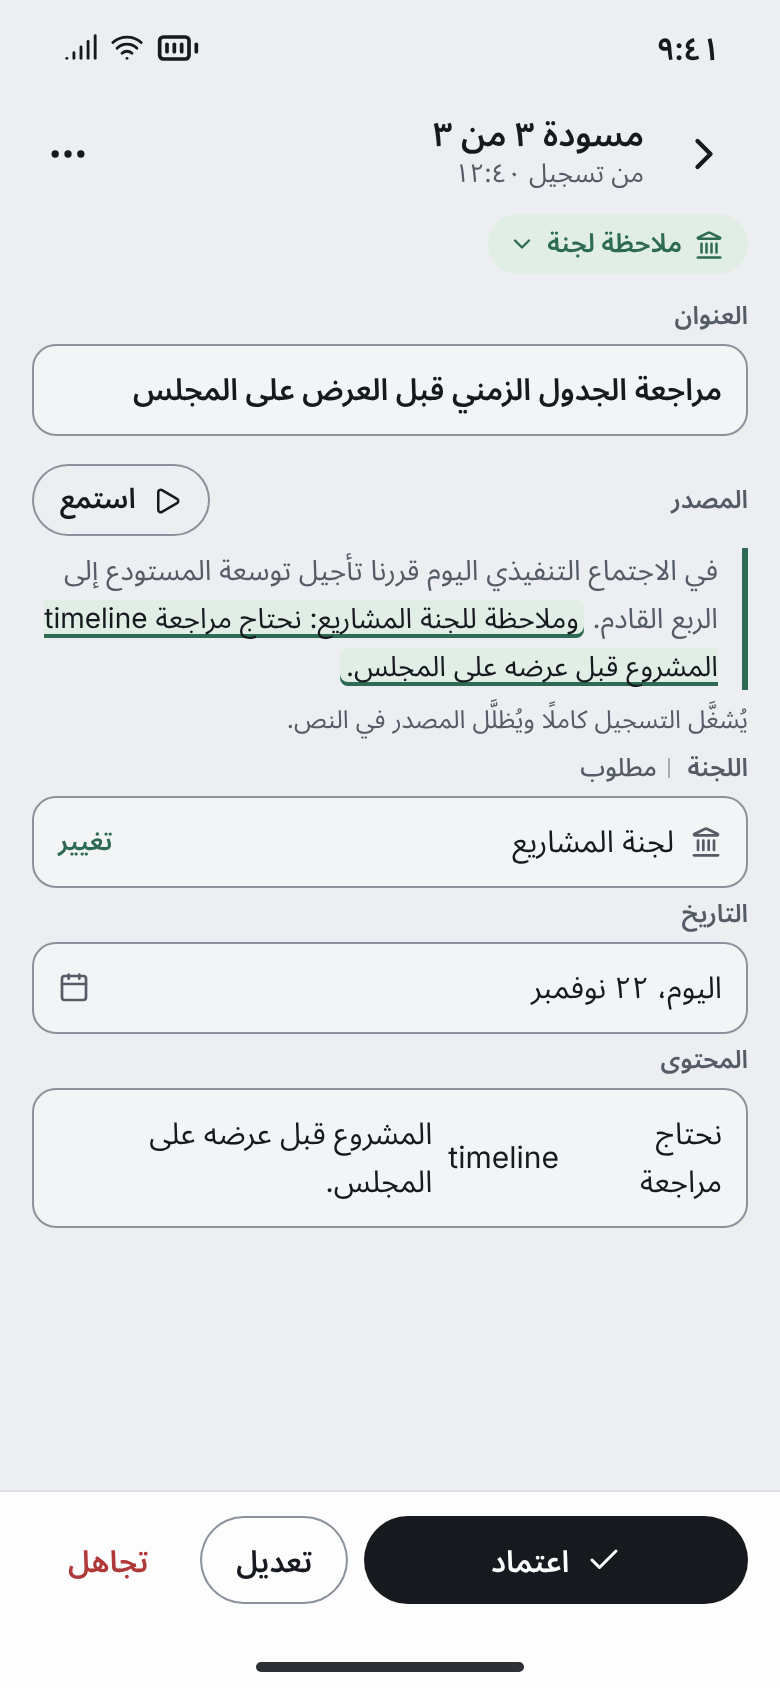 ٩:٤١
مسودة ٣ من ٣
من تسجيل ١٢:٤٠
ملاحظة لجنة
العنوان
مراجعة الجدول الزمني قبل العرض على المجلس
المصدر
استمع
في الاجتماع التنفيذي اليوم قررنا تأجيل توسعة المستودع إلى
الربع القادم. وملاحظة للجنة المشاريع: نحتاج مراجعة timeline
المشروع قبل عرضه على المجلس.
يُشغَّل التسجيل كاملًا ويُظلَّل المصدر في النص.
اللجنة | مطلوب
لجنة المشاريع
تغيير
التاريخ
اليوم، ٢٢ نوفمبر
المحتوى
نحتاج
مراجعة
timeline
المشروع قبل عرضه على
المجلس.
اعتماد
تعديل
تجاهل